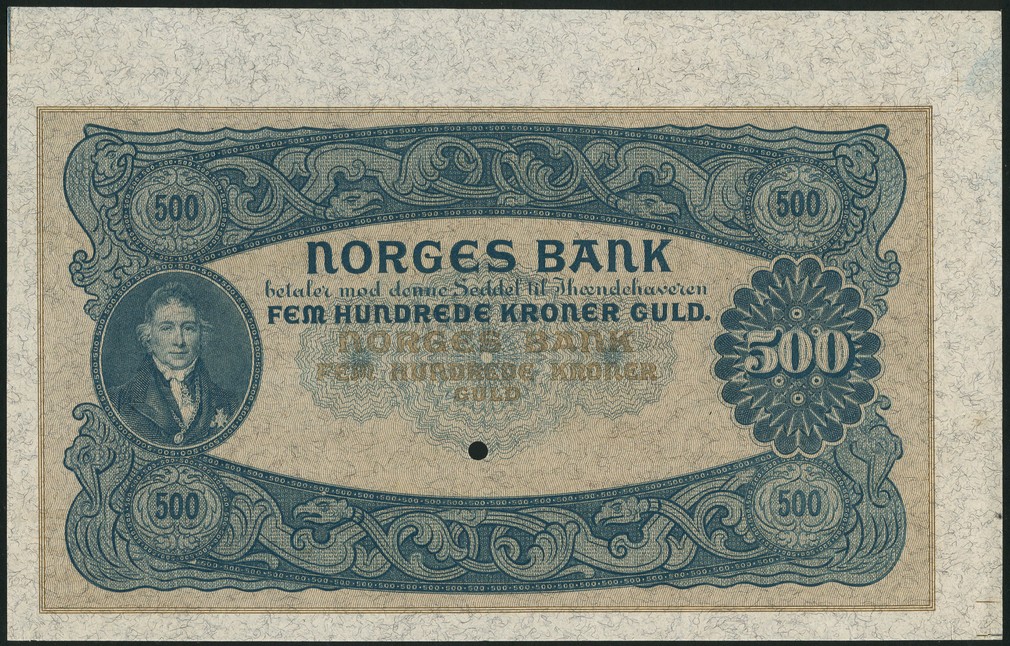 500 500
NORGES BANK
betaler mod denne Seddel til Ihændehaveren
FEM HUNDREDE KRONER GULD.
500
NORGES BANK
FEM HUNDREDE KRONER
GULD
500 500